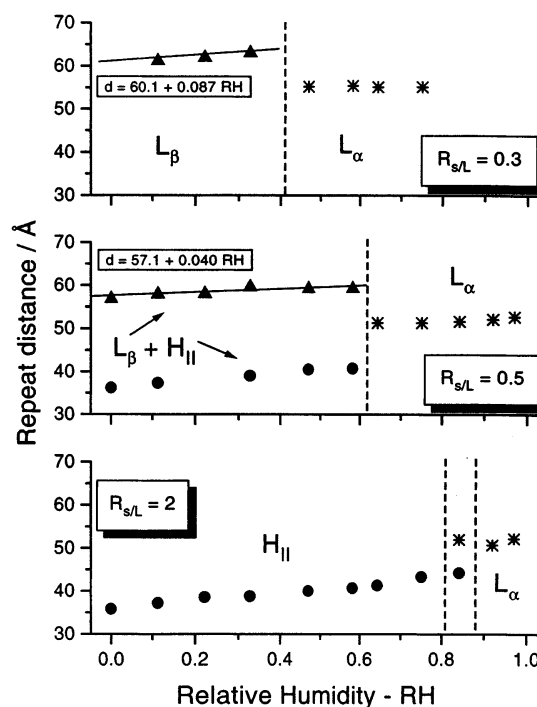 Repeat distance / Å
70
60
50
40
30
d = 60.1 + 0.087 RH
Lβ
Lα
Rs/L = 0.3
70
60
50
40
30
d = 57.1 + 0.040 RH
Lβ + HII
Lα
Rs/L = 0.5
70
60
50
40
30
Rs/L = 2
HII
Lα
0.0 0.2 0.4 0.6 0.8 1.0
Relative Humidity - RH